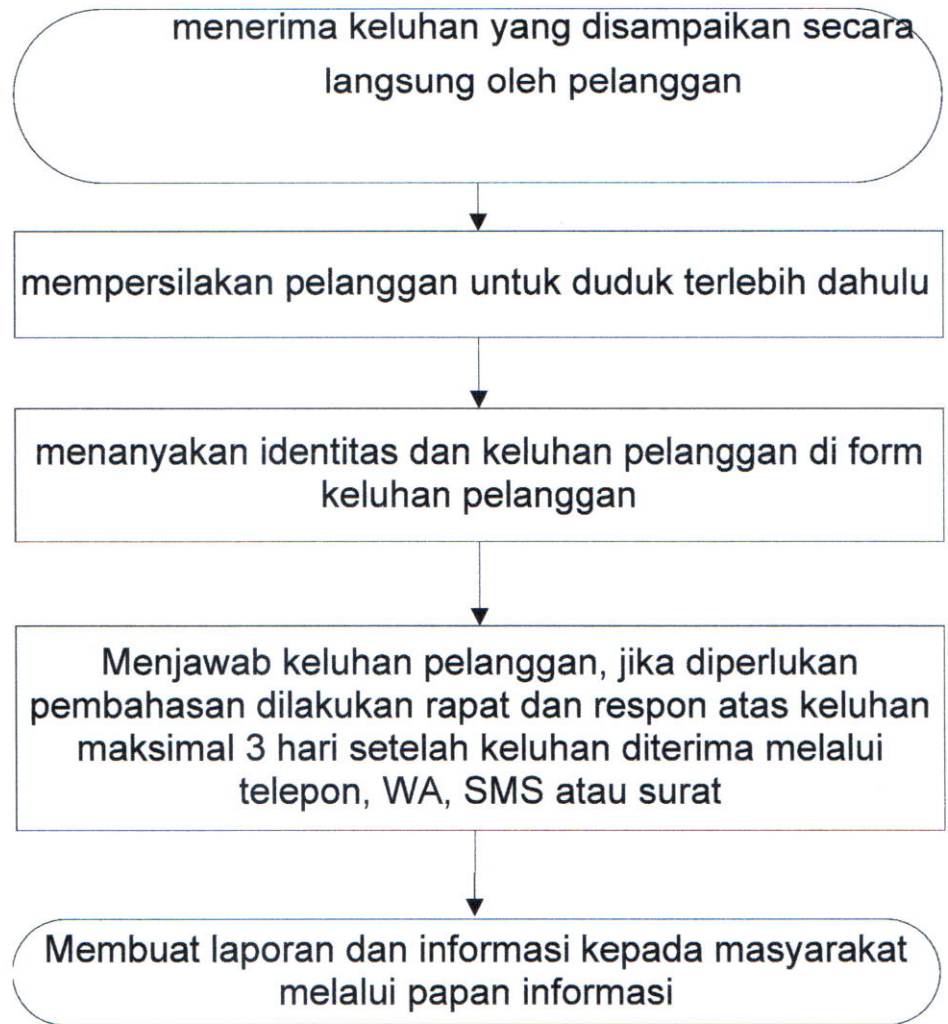 menerima keluhan yang disampaikan secara
langsung oleh pelanggan
mempersilakan pelanggan untuk duduk terlebih dahulu
menanyakan identitas dan keluhan pelanggan di form
keluhan pelanggan
Menjawab keluhan pelanggan, jika diperlukan
pembahasan dilakukan rapat dan respon atas keluhan
maksimal 3 hari setelah keluhan diterima melalui
telepon, WA, SMS atau surat
Membuat laporan dan informasi kepada masyarakat
melalui papan informasi